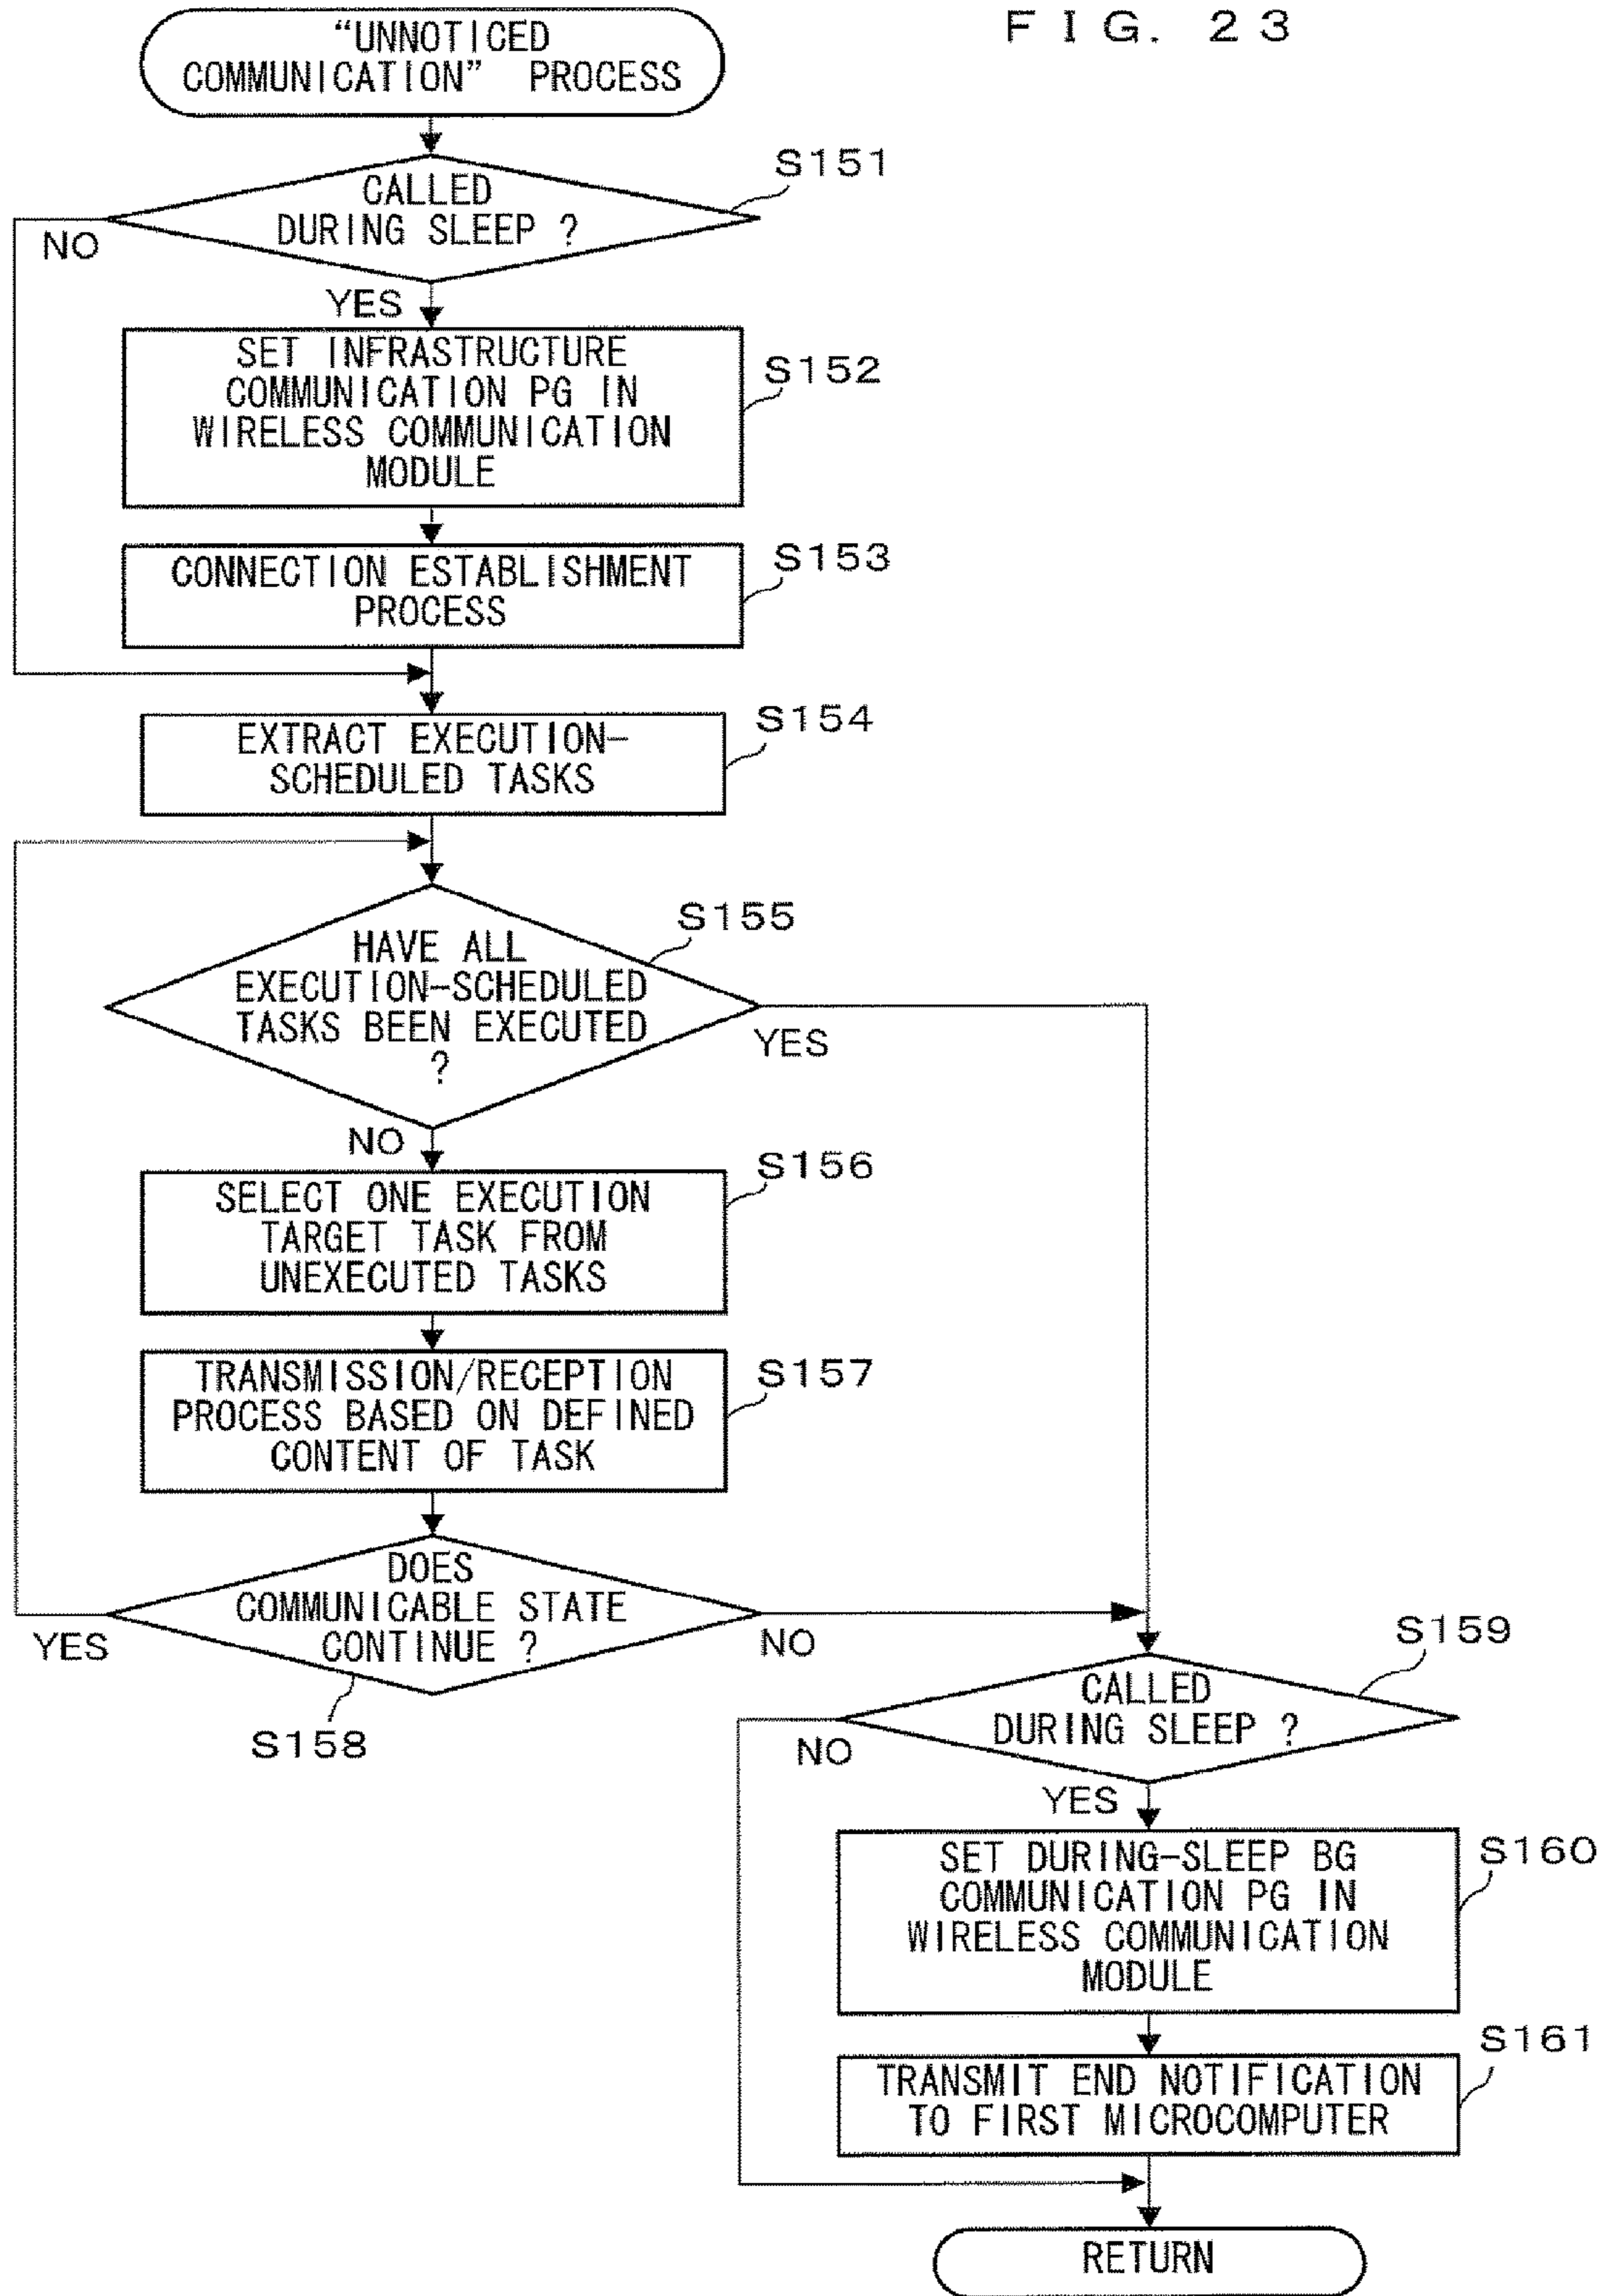 FIG. 23
“UNNOTICED
COMMUNICATION” PROCESS
S151
CALLED
DURING SLEEP ?
NO
YES
SET INFRASTRUCTURE
COMMUNICATION PG IN
WIRELESS COMMUNICATION
MODULE
S152
CONNECTION ESTABLISHMENT
PROCESS
S153
EXTRACT EXECUTION-
SCHEDULED TASKS
S154
HAVE ALL
EXECUTION-SCHEDULED
TASKS BEEN EXECUTED
?
S155
YES
NO
SELECT ONE EXECUTION
TARGET TASK FROM
UNEXECUTED TASKS
S156
TRANSMISSION/RECEPTION
PROCESS BASED ON DEFINED
CONTENT OF TASK
S157
DOES
COMMUNICABLE STATE
CONTINUE ?
YES
NO
S158
S159
CALLED
DURING SLEEP ?
NO
YES
SET DURING-SLEEP BG
COMMUNICATION PG IN
WIRELESS COMMUNICATION
MODULE
S160
TRANSMIT END NOTIFICATION
TO FIRST MICROCOMPUTER
S161
RETURN